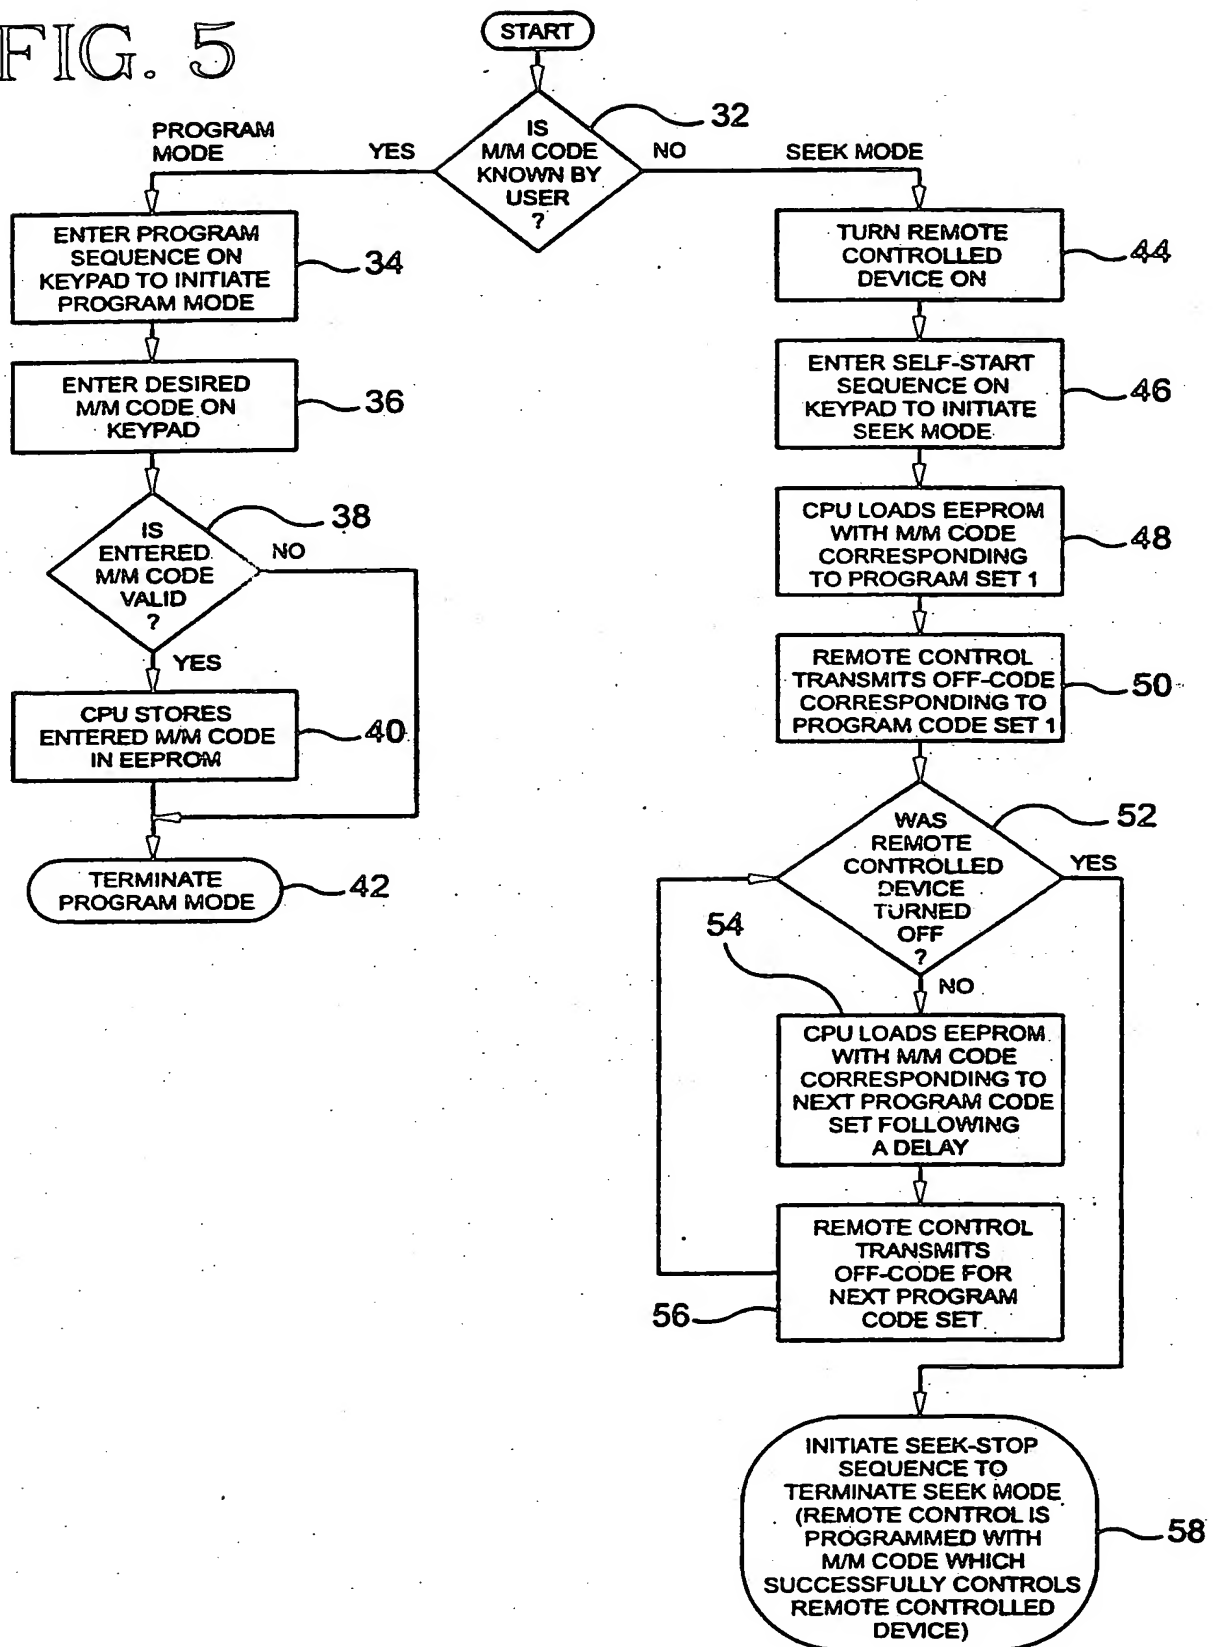 FIG. 5
START
IS
M/M CODE
KNOWN BY
USER
?
32
PROGRAM
MODE
YES
NO
SEEK MODE
ENTER PROGRAM
SEQUENCE ON
KEYPAD TO INITIATE
PROGRAM MODE
34
ENTER DESIRED
M/M CODE ON
KEYPAD
36
IS
ENTERED
M/M CODE
VALID
?
38
NO
YES
CPU STORES
ENTERED M/M CODE
IN EEPROM
40
TERMINATE
PROGRAM MODE
42
TURN REMOTE
CONTROLLED
DEVICE ON
44
ENTER SELF-START
SEQUENCE ON
KEYPAD TO INITIATE
SEEK MODE
46
CPU LOADS EEPROM
WITH M/M CODE
CORRESPONDING
TO PROGRAM SET 1
48
REMOTE CONTROL
TRANSMITS OFF-CODE
CORRESPONDING TO
PROGRAM CODE SET 1
50
WAS
REMOTE
CONTROLLED
DEVICE
TURNED
OFF
?
52
YES
NO
54
CPU LOADS EEPROM
WITH M/M CODE
CORRESPONDING TO
NEXT PROGRAM CODE
SET FOLLOWING
A DELAY
REMOTE CONTROL
TRANSMITS
OFF-CODE FOR
NEXT PROGRAM
CODE SET
56
INITIATE SEEK-STOP
SEQUENCE TO
TERMINATE SEEK MODE
(REMOTE CONTROL IS
PROGRAMMED WITH
M/M CODE WHICH
SUCCESSFULLY CONTROLS
REMOTE CONTROLLED
DEVICE)
58